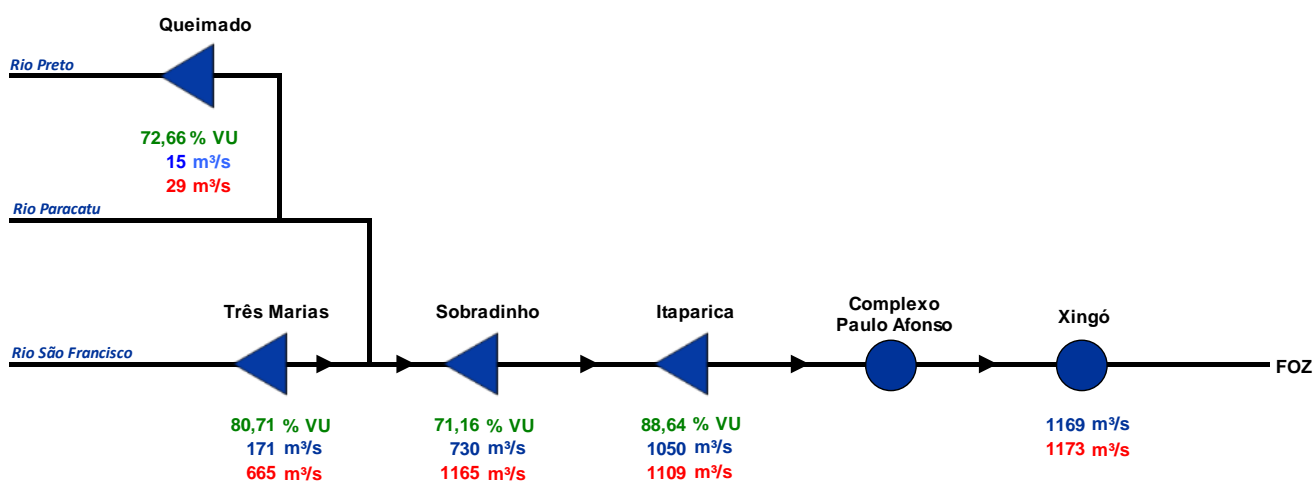 Queimado
Rio Preto
72,66 % VU
15 m³/s
29 m³/s
Rio Paracatu
Três Marias
Sobradinho
Itaparica
Complexo
Paulo Afonso
Xingó
Rio São Francisco
FOZ
80,71 % VU
171 m³/s
665 m³/s
71,16 % VU
730 m³/s
1165 m³/s
88,64 % VU
1050 m³/s
1109 m³/s
1169 m³/s
1173 m³/s